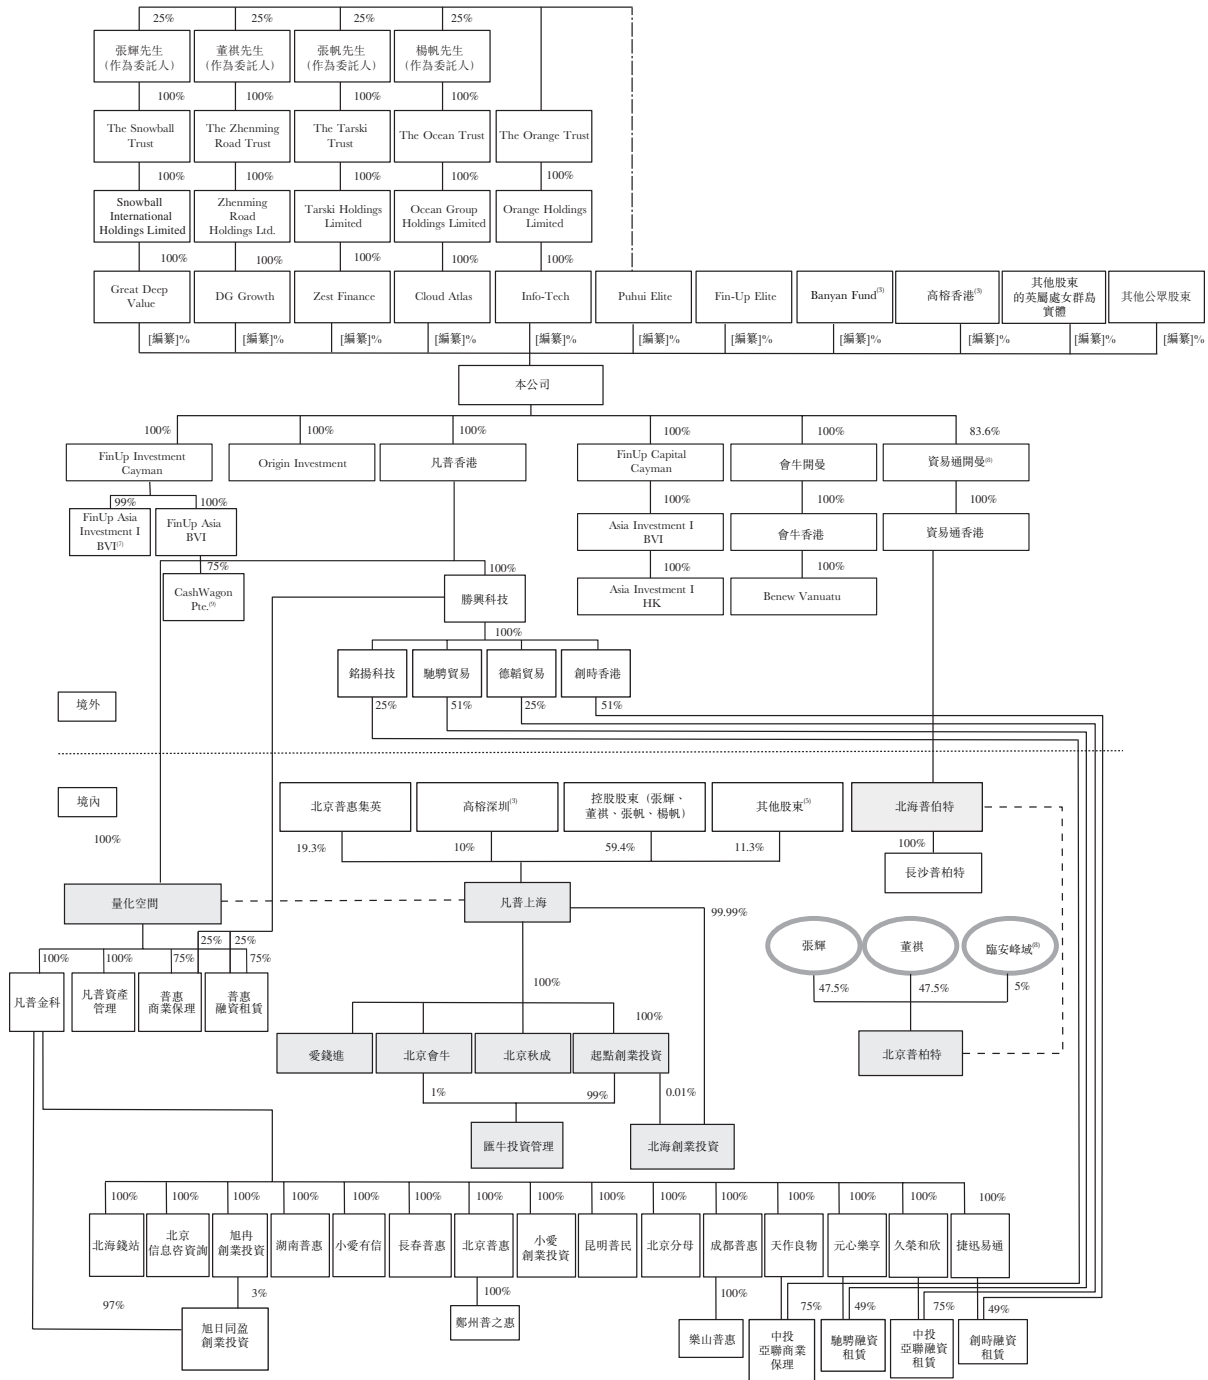 25% 25% 25% 25%
張輝先生 董祺先生 張帆先生 楊帆先生
(作為委託人) (作為委託人) (作為委託人) (作為委託人)
100% 100% 100% 100%
The Snowball The Zhenming The Tarski The Ocean Trust The Orange Trust
Trust Road Trust Trust
100% 100% 100% 100% 100%
Snowball Zhenming Tarski Holdings Ocean Group Orange Holdings
International Road Limited Holdings Limited Limited
Holdings Limited Holdings Ltd.
100% 100% 100% 100% 100%
Great Deep DG Growth Zest Finance Cloud Atlas Info-Tech Puhui Elite Fin-Up Elite Banyan Fund(3) 高榕香港(3) 其他股東 其他公眾股東
Value 的英屬處女群島
實體
[編纂]% [編纂]% [編纂]% [編纂]% [編纂]% [編纂]% [編纂]% [編纂]% [編纂]% [編纂]% [編纂]%
本公司
100% 100% 100% 100% 100% 83.6%
FinUp Investment Origin Investment 凡普香港 FinUp Capital 會牛開曼 資易通開曼(8)
Cayman Cayman
99% 100% 100% 100% 100%
FinUp Asia FinUp Asia Asia Investment I 會牛香港 資易通香港
Investment I BVI BVI
BVI(7)
75% 100% 100% 100%
CashWagon 勝興科技 Asia Investment I Benew Vanuatu
Pte.(9) HK
100%
銘揚科技 馳騁貿易 德韜貿易 創時香港
25% 51% 25% 51%
境外
境內
北京普惠集英 高榕深圳(3) 控股股東（張輝、 其他股東(5) 北海普伯特
董祺、張帆、楊帆）
100% 19.3% 10% 59.4% 11.3% 100%
長沙普柏特
量化空間 凡普上海
99.99%
25% 25%
張輝 董祺 臨安峰域(8)
100% 100% 75% 75%
凡普金科 凡普資產 普惠 普惠
管理 商業保理 融資租賃
100% 47.5% 47.5% 5%
100%
愛錢進 北京會牛 北京秋成 起點創業投資 北京普柏特
1% 99% 0.01%
匯牛投資管理 北海創業投資
100% 100% 100% 100% 100% 100% 100% 100% 100% 100% 100% 100% 100% 100% 100%
北海錢站 北京 旭冉 湖南普惠 小愛有信 長春普惠 北京普惠 小愛 昆明普民 北京分母 成都普惠 天作良物 元心樂享 久榮和欣 捷迅易通
信息咨資詢 創業投資 創業投資
97% 3% 100% 100% 75% 49% 75% 49%
旭日同盈 鄭州普之惠 樂山普惠 中投 馳騁融資 中投 創時融資
創業投資 亞聯商業 租賃 亞聯融資 租賃
保理 租賃